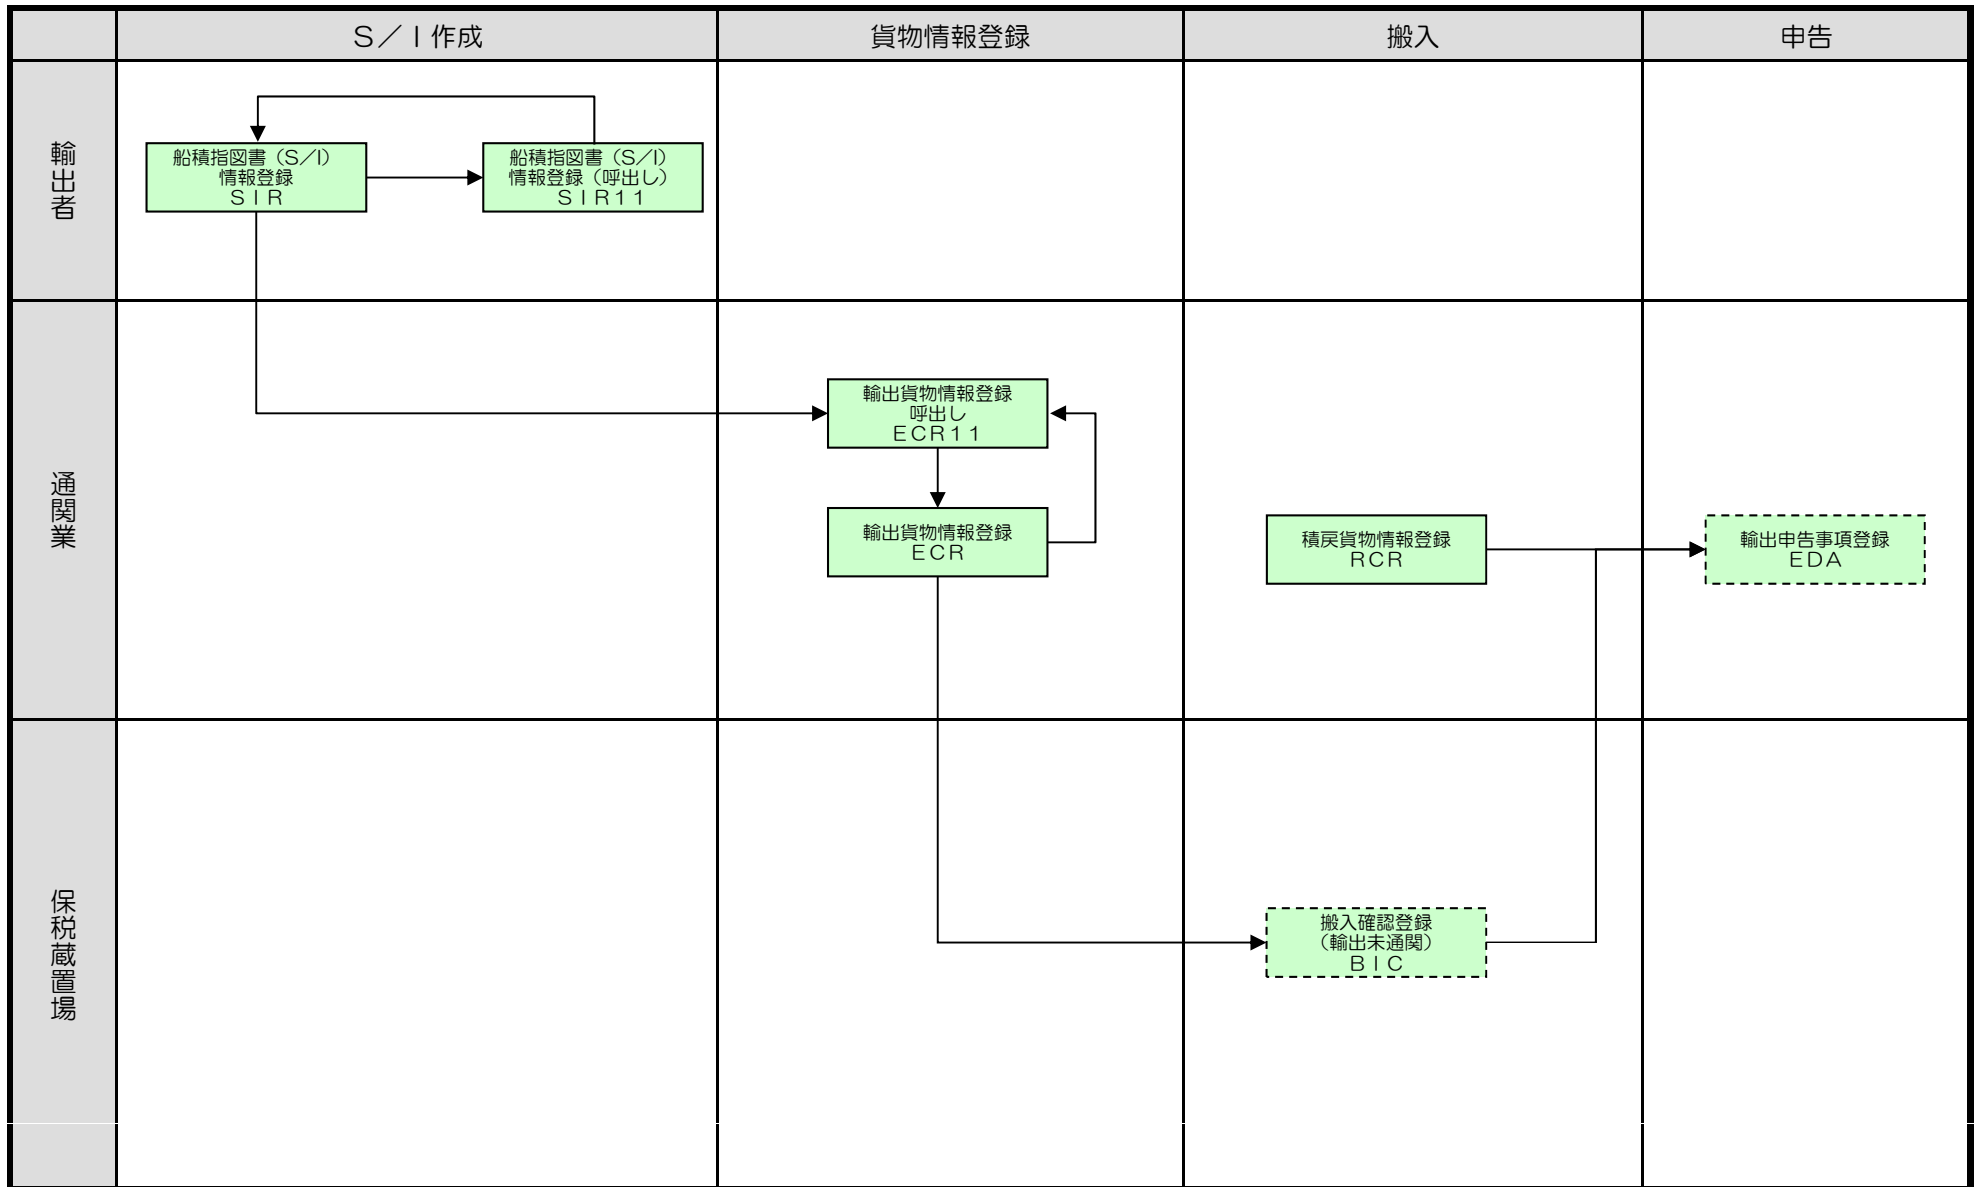 S／I作成
貨物情報登録
搬入
申告
輸出者
船積指図書（S／I）
情報登録
SIR
船積指図書（S／I）
情報登録（呼出し）
SIR11
通関業
輸出貨物情報登録
呼出し
ECR11
輸出貨物情報登録
ECR
積戻貨物情報登録
RCR
輸出申告事項登録
EDA
保税蔵置場
搬入確認登録
（輸出未通関）
BIC